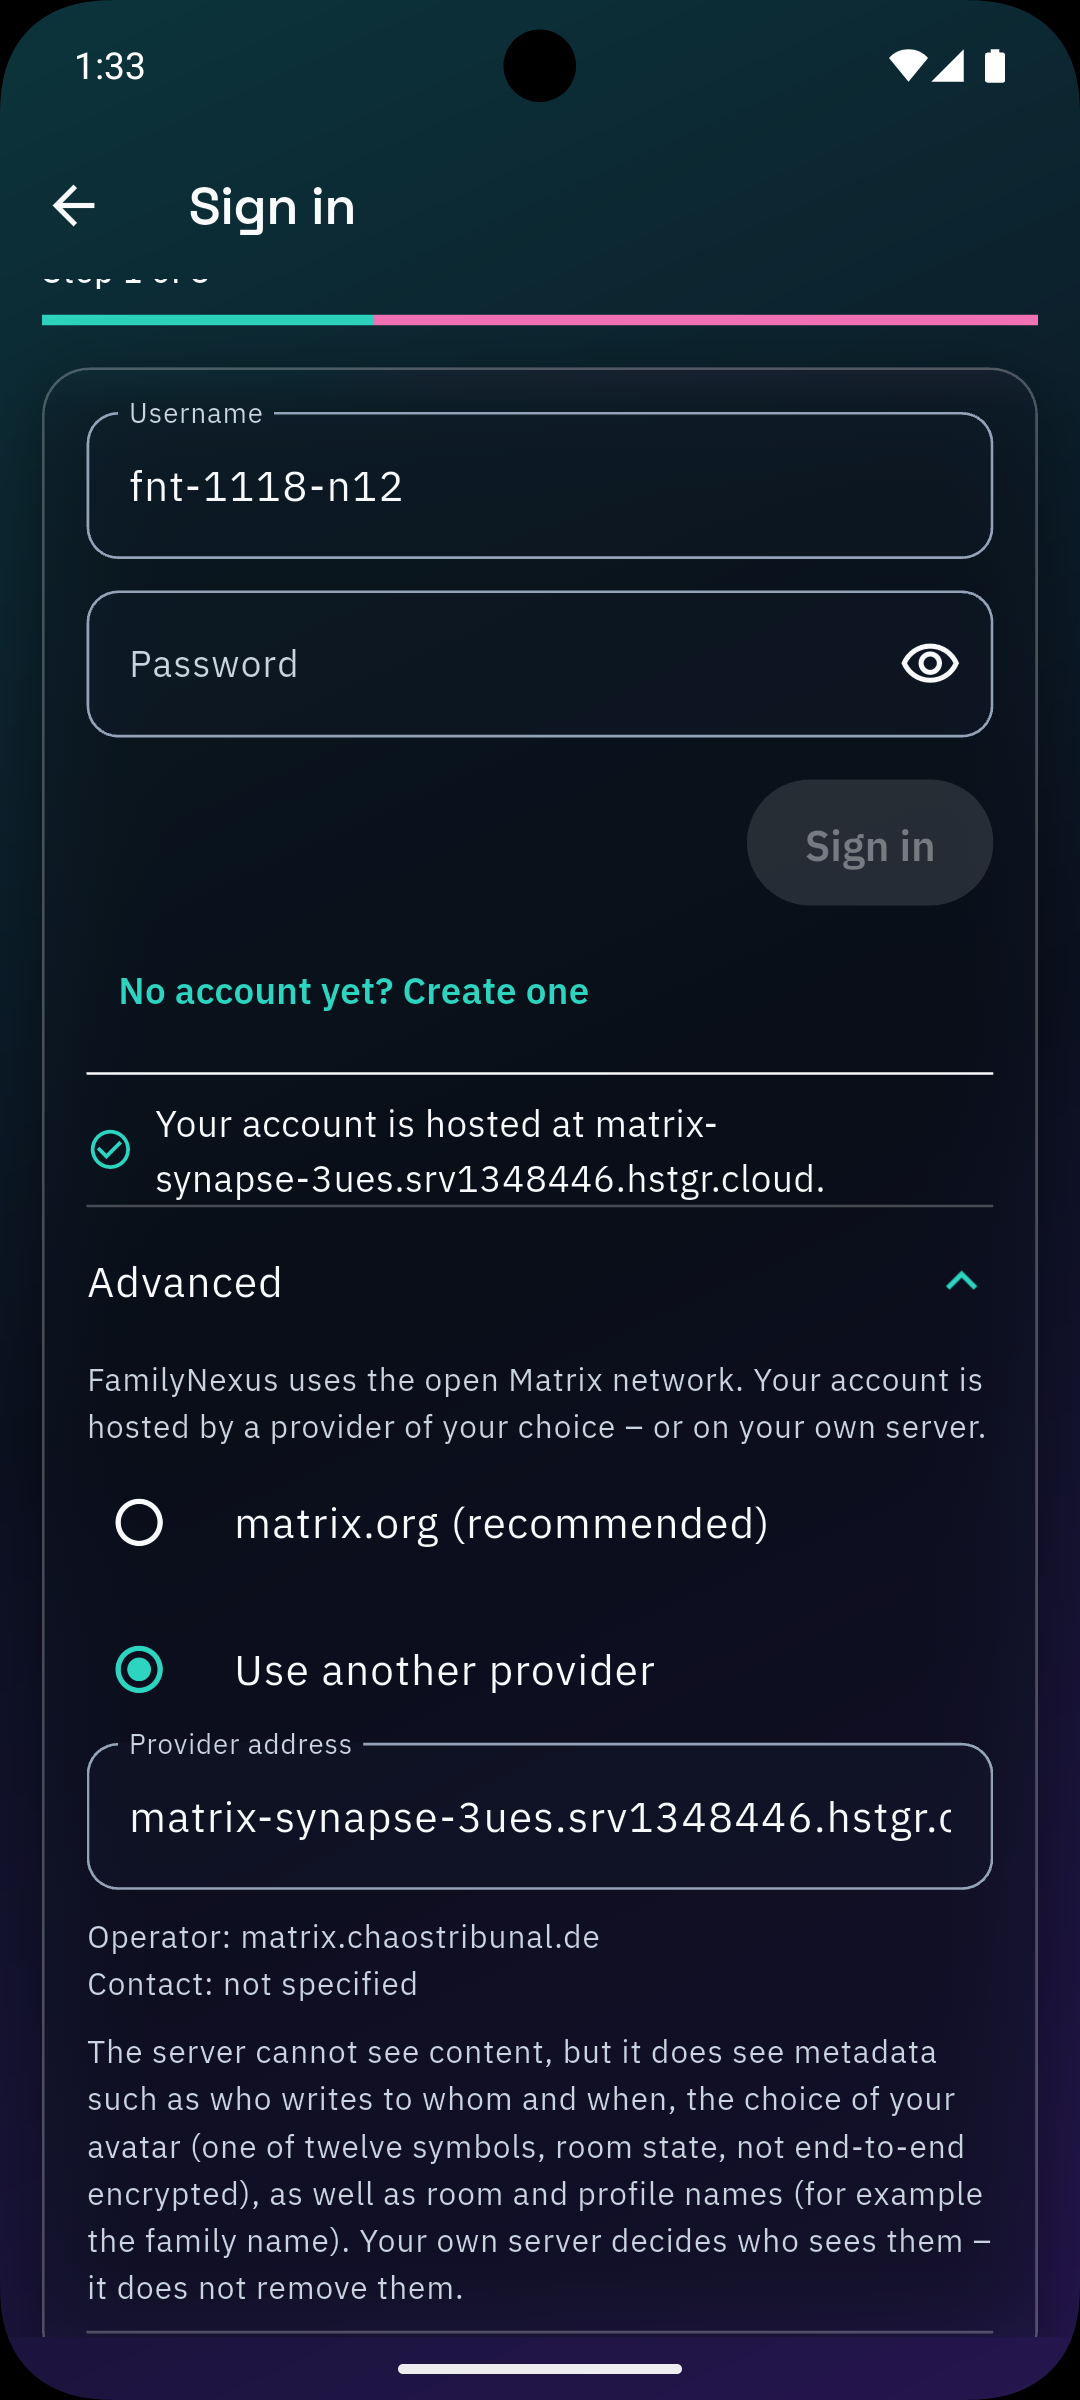 1:33
Sign in
Step 1 of 3
Username
fnt-1118-n12
Password
Sign in
No account yet? Create one
Your account is hosted at matrix-
synapse-3ues.srv1348446.hstgr.cloud.
Advanced
FamilyNexus uses the open Matrix network. Your account is
hosted by a provider of your choice – or on your own server.
matrix.org (recommended)
Use another provider
Provider address
matrix-synapse-3ues.srv1348446.hstgr.c
Operator: matrix.chaostribunal.de
Contact: not specified
The server cannot see content, but it does see metadata
such as who writes to whom and when, the choice of your
avatar (one of twelve symbols, room state, not end-to-end
encrypted), as well as room and profile names (for example
the family name). Your own server decides who sees them –
it does not remove them.